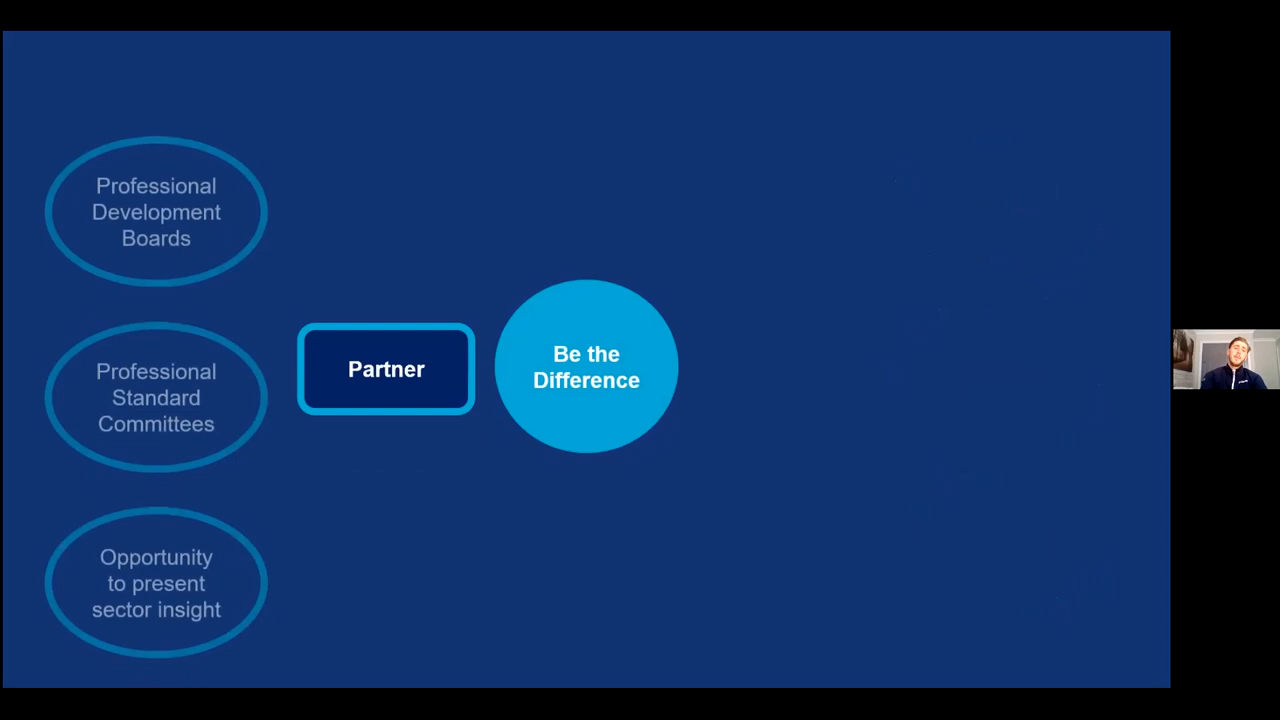 Professional
Development
Boards
Professional
Standard
Committees
Opportunity
to present
sector insight
Partner
Be the
Difference